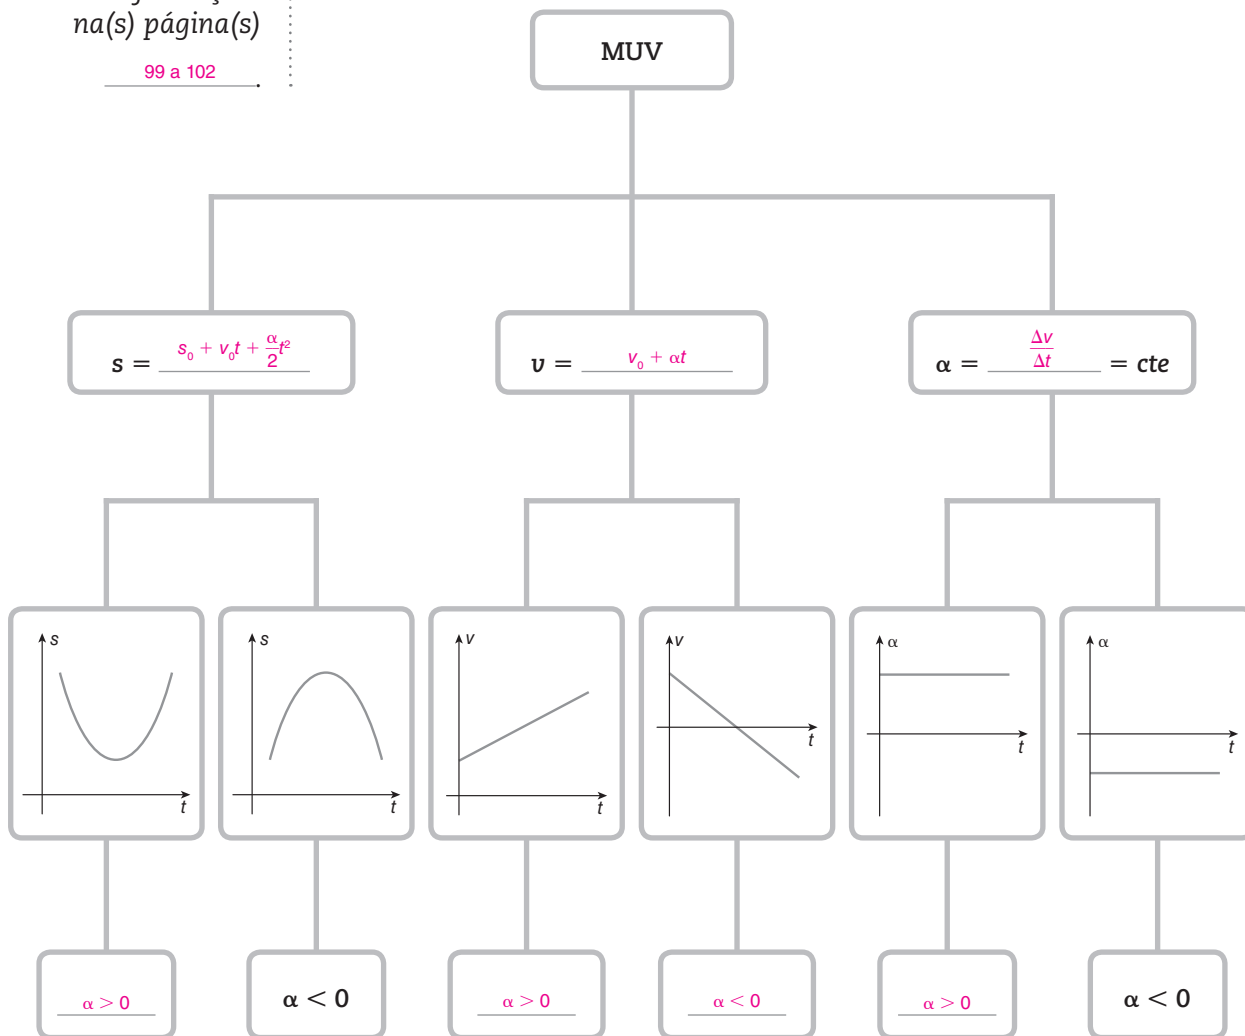 na(s) página(s)
99 a 102.
MUV
s = s₀ + v₀t + α/2 t²
v = v₀ + αt
α = Δv/Δt = cte
s
t
s
t
v
t
v
t
α
t
α
t
α > 0
α < 0
α > 0
α < 0
α > 0
α < 0